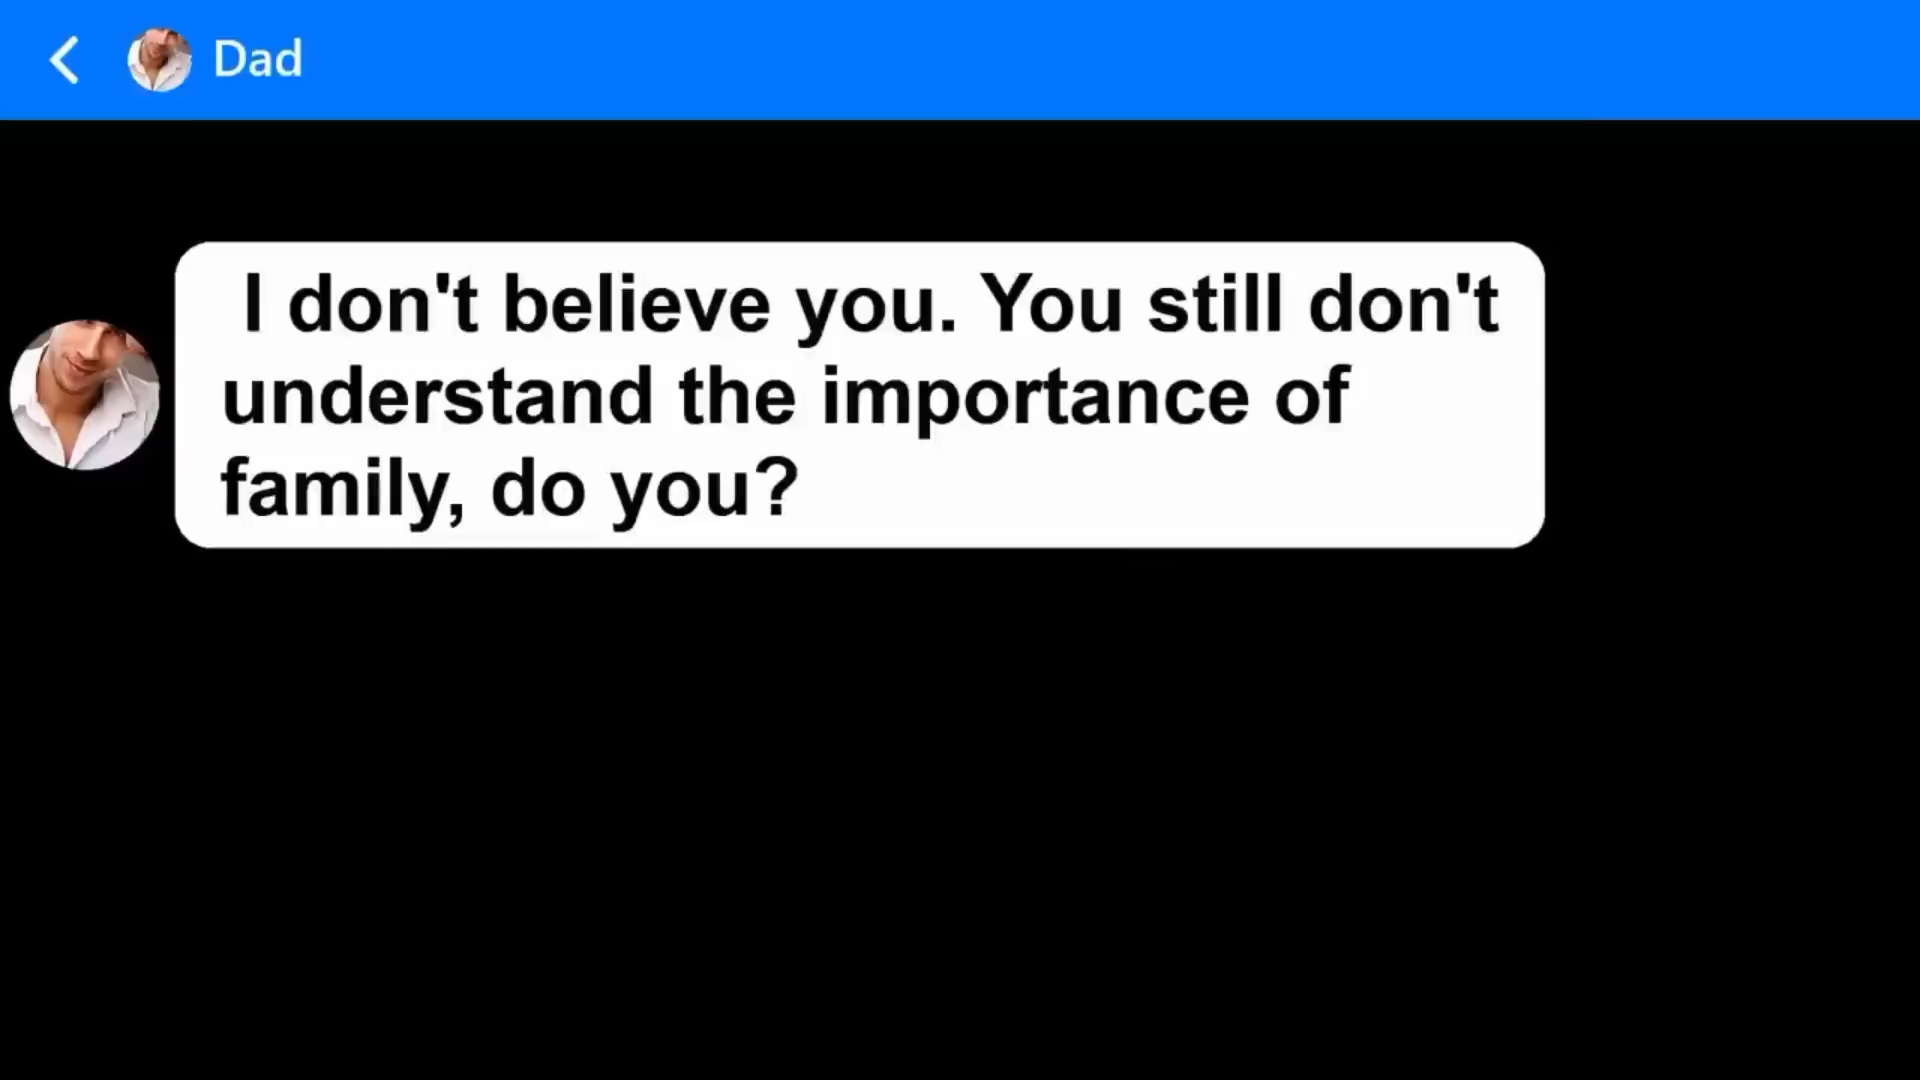 Dad
I don't believe you. You still don't
understand the importance of
family, do you?